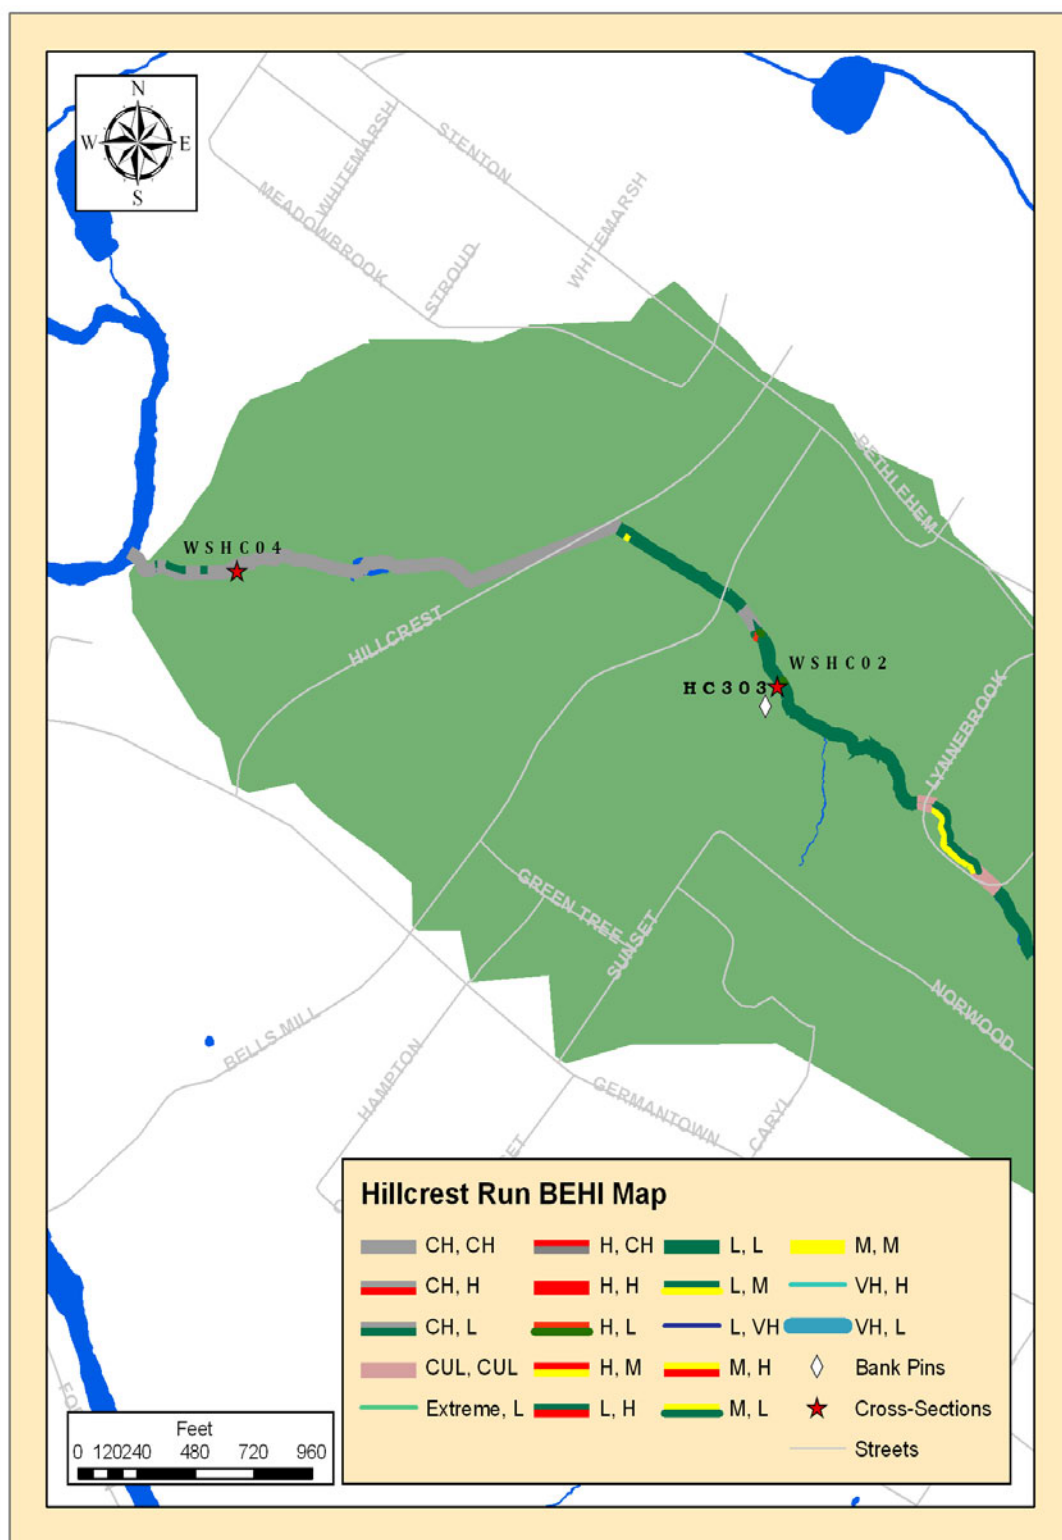 N
W E
S
WHITEMARSH
STENTON
MEADOWBROOK
STROUD
WHITEMARSH
BETHLEHEM
WSHC04
HILLCREST
WSHC02
HC303
LYNNEBROOK
GREEN TREE
SUNSET
NORWOOD
BELLS MILL
HAMPTON
GERMANTOWN
CARYL
Hillcrest Run BEHI Map
CH, CH
CH, H
CH, L
CUL, CUL
Extreme, L
H, CH
H, H
H, L
H, M
L, H
L, L
L, M
L, VH
M, H
M, L
M, M
VH, H
VH, L
Bank Pins
Cross-Sections
Streets
Feet
0 120240 480 720 960